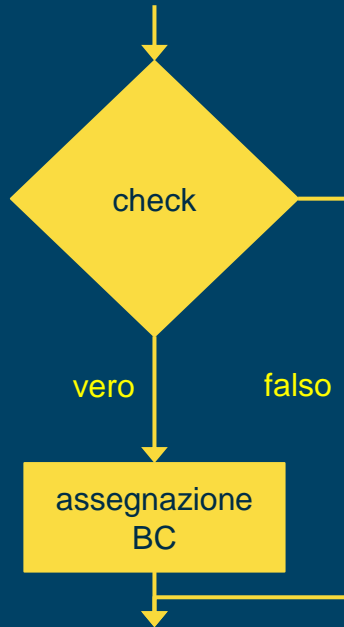 check
vero
falso
assegnazione
BC